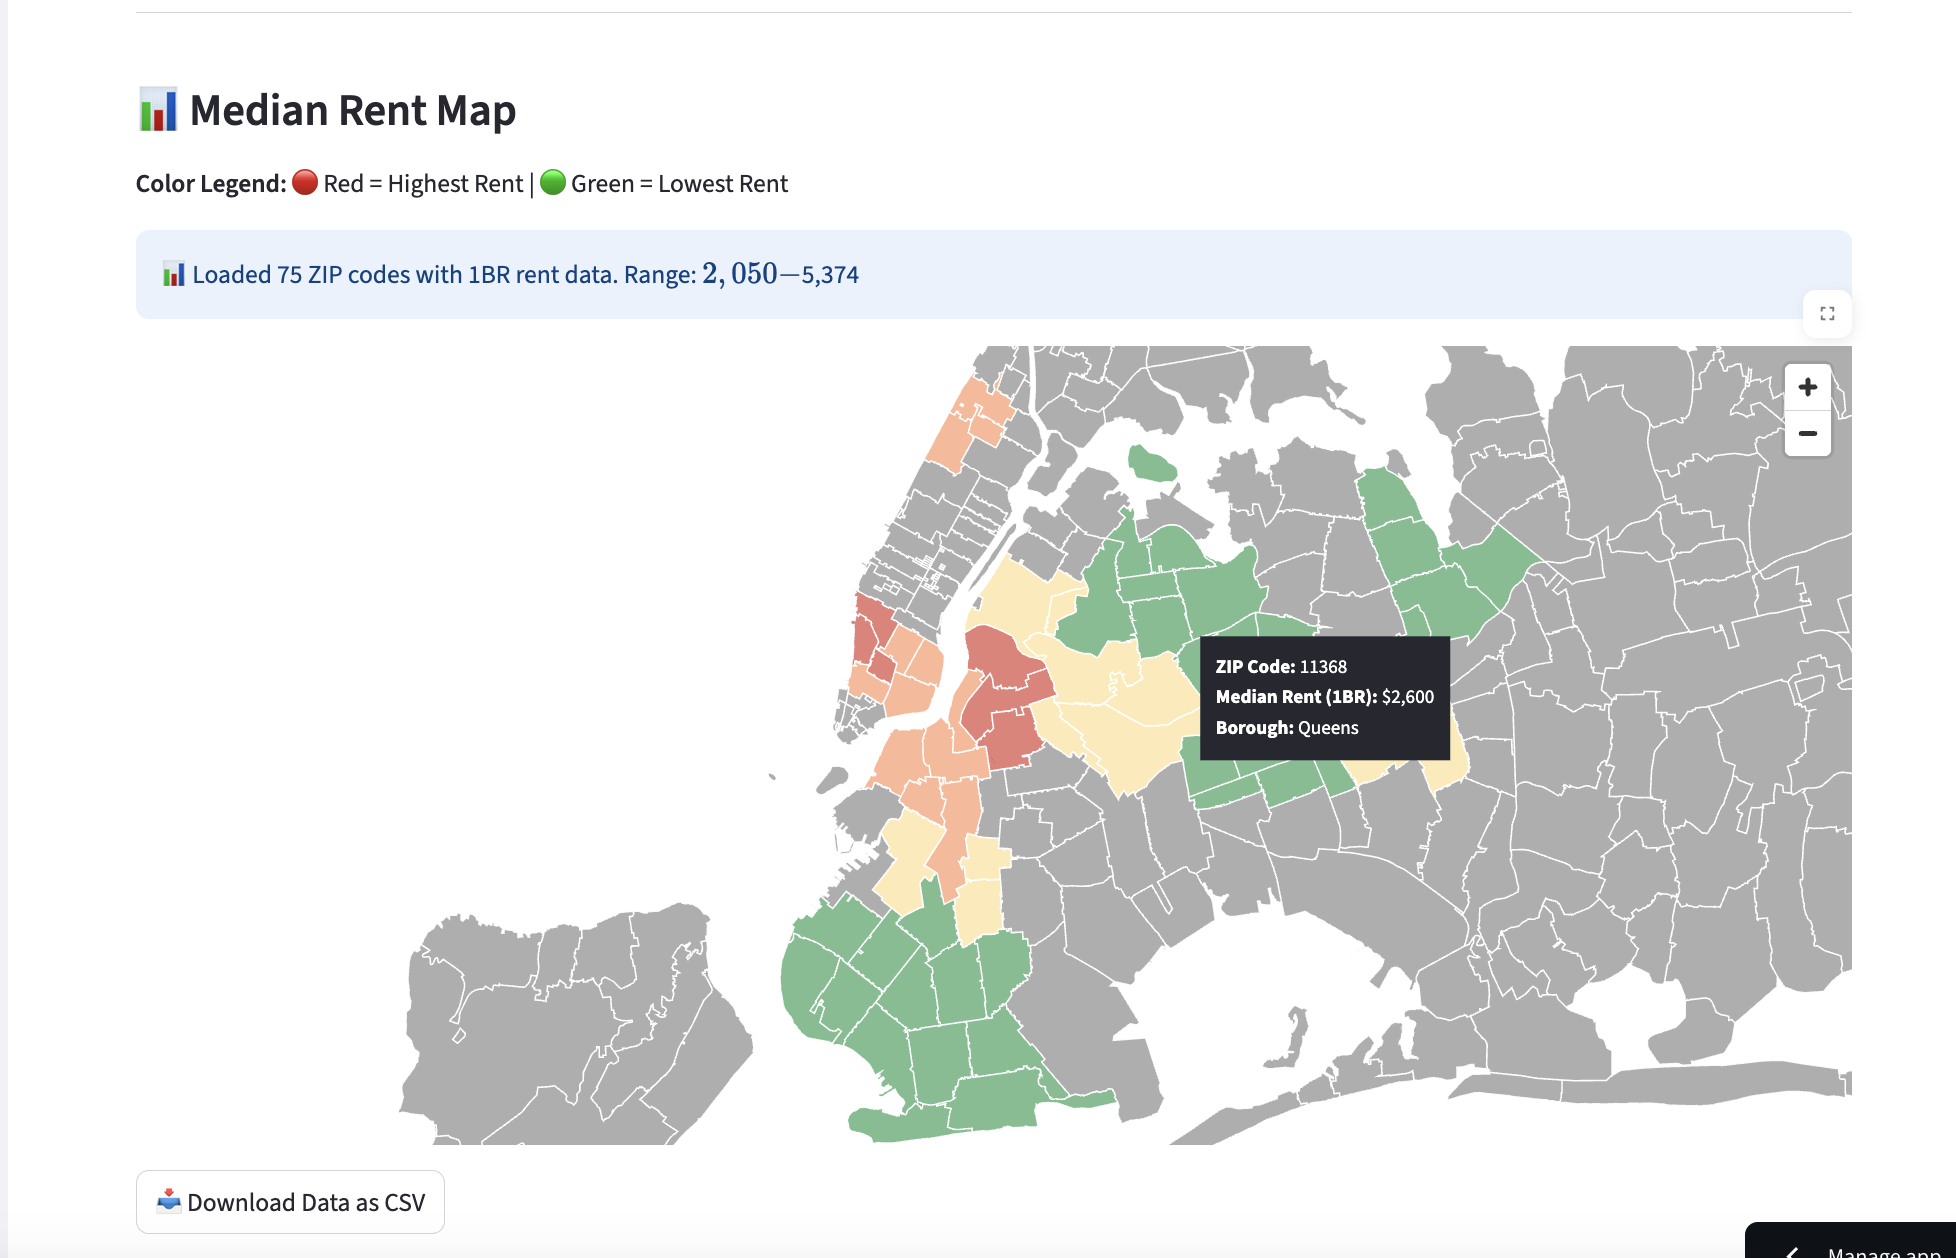 Median Rent Map
Color Legend: Red = Highest Rent | Green = Lowest Rent
Loaded 75 ZIP codes with 1BR rent data. Range: 2, 050−5,374
+
−
ZIP Code: 11368
Median Rent (1BR): $2,600
Borough: Queens
Download Data as CSV
Manage app